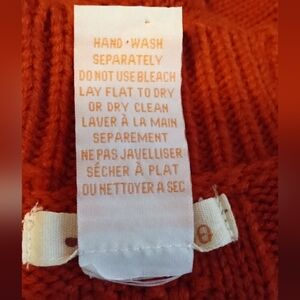 HAND WASH
SEPARATELY
DO NOT USE BLEACH
LAY FLAT TO DRY
OR DRY CLEAN
LAVER À LA MAIN
SEPAREMENT
NE PAS JAVELLISER
SÉCHER À PLAT
OU NETTOYER A SEC